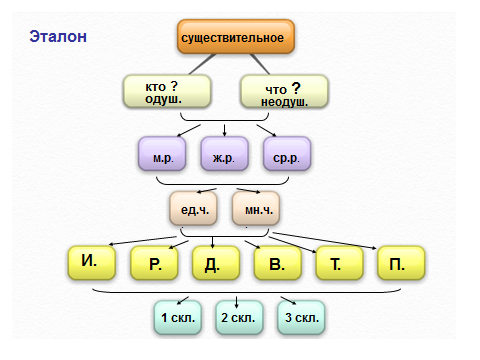 Эталон
существительное
кто ?
одуш.
что ?
неодуш.
м.р.
ж.р.
ср.р.
ед.ч.
мн.ч.
И.
Р.
Д.
В.
Т.
П.
1 скл.
2 скл.
3 скл.